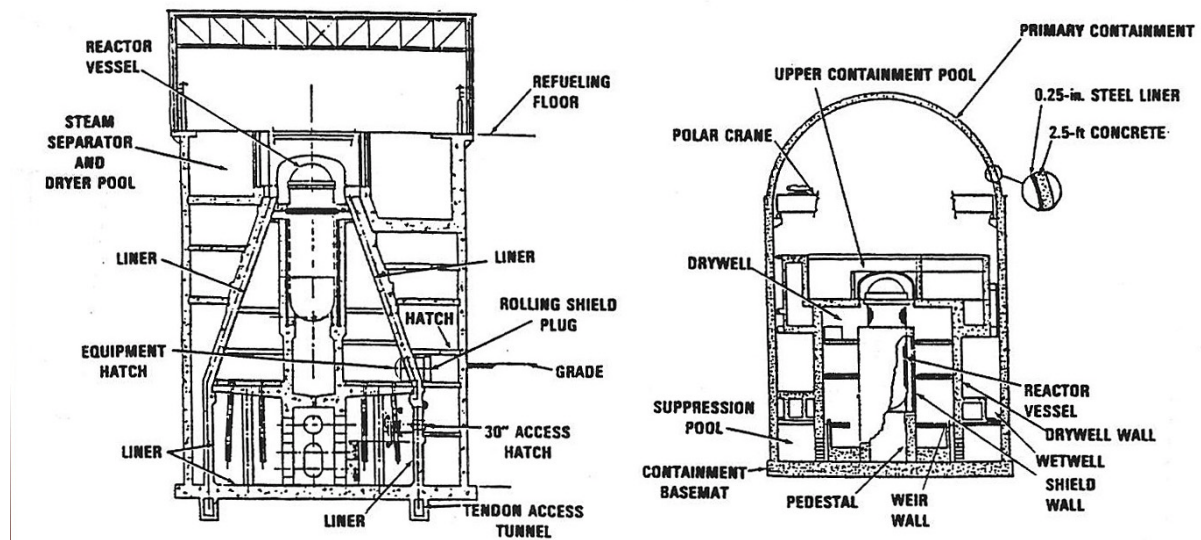 REACTOR
VESSEL
REFUELING
FLOOR
STEAM
SEPARATOR
AND
DRYER POOL
LINER
LINER
ROLLING SHIELD
PLUG
HATCH
EQUIPMENT
HATCH
GRADE
30" ACCESS
HATCH
LINER
LINER
TENDON ACCESS
TUNNEL
PRIMARY CONTAINMENT
UPPER CONTAINMENT POOL
0.25-in. STEEL LINER
2.5-ft CONCRETE
POLAR CRANE
DRYWELL
REACTOR
VESSEL
SUPPRESSION
POOL
DRYWELL WALL
WETWELL
CONTAINMENT
BASEMAT
PEDESTAL
WEIR
WALL
SHIELD
WALL